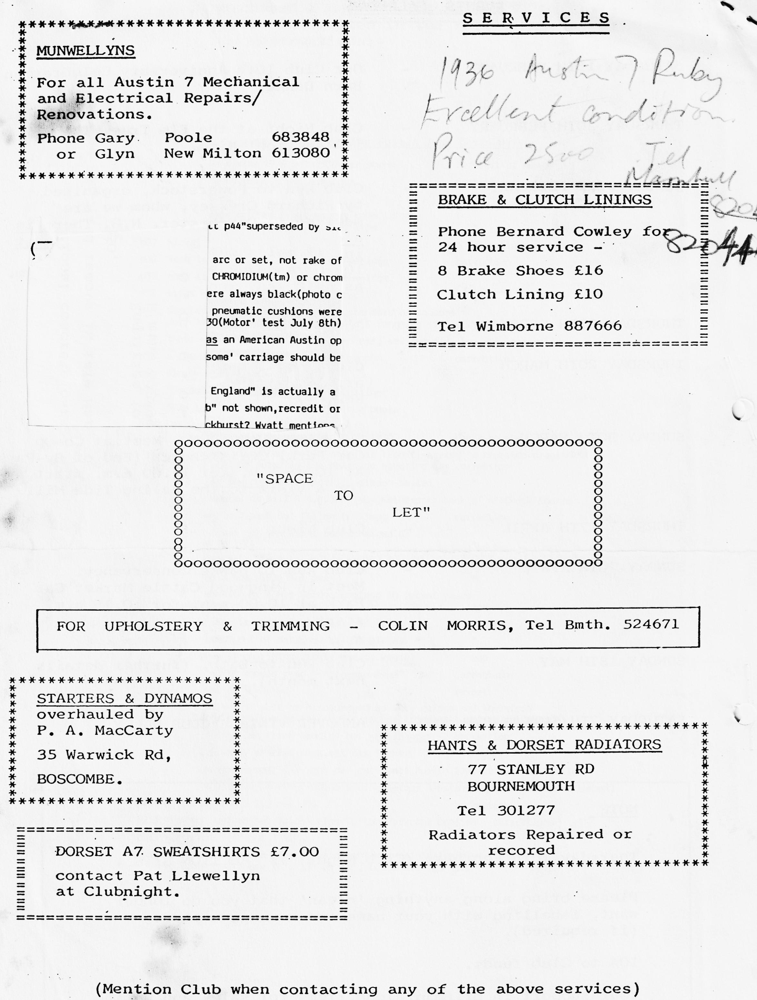 SERVICES
MUNWELLYNS
For all Austin 7 Mechanical
and Electrical Repairs/
Renovations.
Phone Gary Poole 683848
or Glyn New Milton 613080
1936 Austin 7 Ruby
Excellent condition.
Price 2500 Tel
Marnhull
8204
82044
BRAKE & CLUTCH LININGS
Phone Bernard Cowley for
24 hour service -
8 Brake Shoes £16
Clutch Lining £10
Tel Wimborne 887666
p44"superseded by
arc or set, not rake of
CHROMIDIUM(tm) or chrom
ere always black(photo c
pneumatic cushions were
30(Motor' test July 8th)
as an American Austin op
some' carriage should be
England" is actually a
b" not shown,recredit or
ckhurst? Wyatt mentions
"SPACE
TO
LET"
FOR UPHOLSTERY & TRIMMING - COLIN MORRIS, Tel Bmth. 524671
STARTERS & DYNAMOS
overhauled by
P. A. MacCarty
35 Warwick Rd,
BOSCOMBE.
HANTS & DORSET RADIATORS
77 STANLEY RD
BOURNEMOUTH
Tel 301277
Radiators Repaired or
recored
DORSET A7 SWEATSHIRTS £7.00
contact Pat Llewellyn
at Clubnight.
(Mention Club when contacting any of the above services)